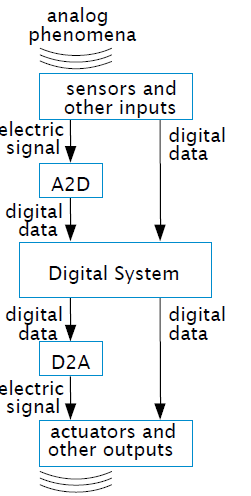 analog
phenomena
sensors and
other inputs
electric
signal
digital
data
A2D
digital
data
Digital System
digital
data
digital
data
D2A
electric
signal
actuators and
other outputs